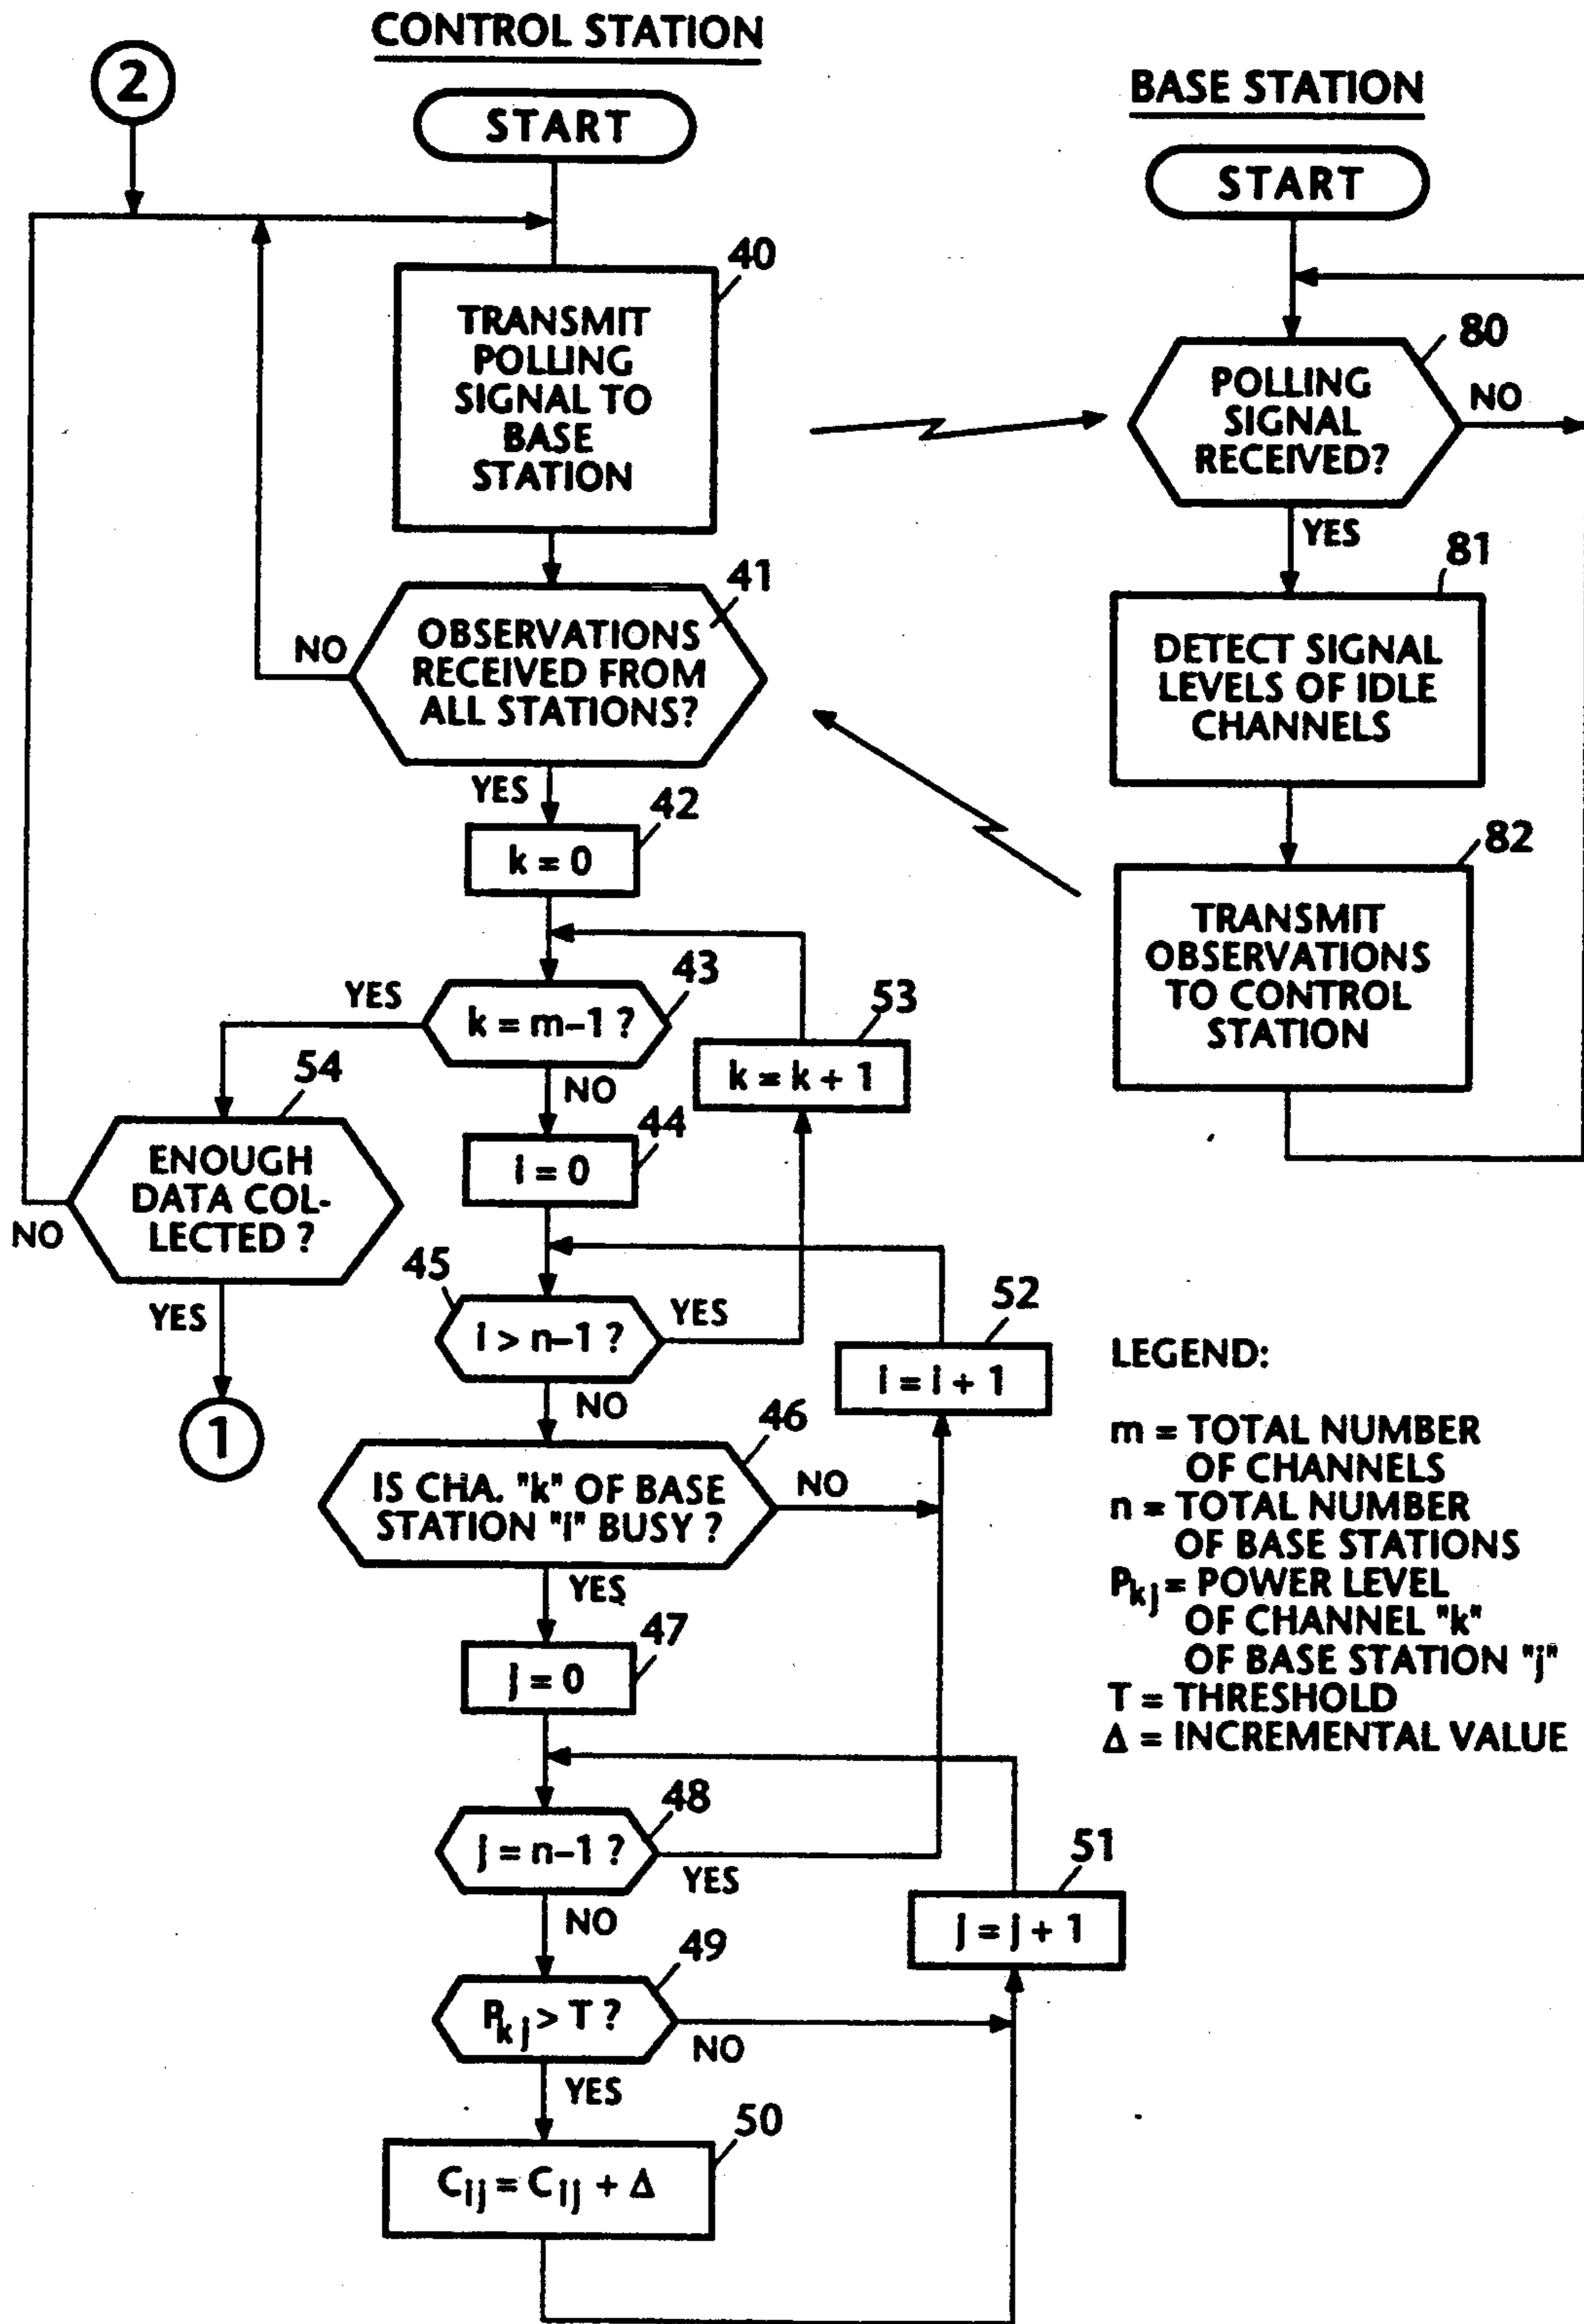 CONTROL STATION
2
START
40
TRANSMIT
POLLING
SIGNAL TO
BASE
STATION
41
OBSERVATIONS
RECEIVED FROM
ALL STATIONS?
NO
YES
42
k = 0
43
k = m–1 ?
YES
NO
53
k = k + 1
54
ENOUGH
DATA COL-
LECTED ?
NO
YES
1
44
i = 0
45
i > n–1 ?
YES
NO
52
i = i + 1
46
IS CHA. "k" OF BASE
STATION "i" BUSY ?
NO
YES
47
j = 0
48
j = n–1 ?
YES
NO
51
j = j + 1
49
Pkj > T ?
NO
YES
50
Cij = Cij + Δ
BASE STATION
START
80
POLLING
SIGNAL
RECEIVED?
NO
YES
81
DETECT SIGNAL
LEVELS OF IDLE
CHANNELS
82
TRANSMIT
OBSERVATIONS
TO CONTROL
STATION
LEGEND:
m = TOTAL NUMBER
OF CHANNELS
n = TOTAL NUMBER
OF BASE STATIONS
Pkj = POWER LEVEL
OF CHANNEL "k"
OF BASE STATION "j"
T = THRESHOLD
Δ = INCREMENTAL VALUE